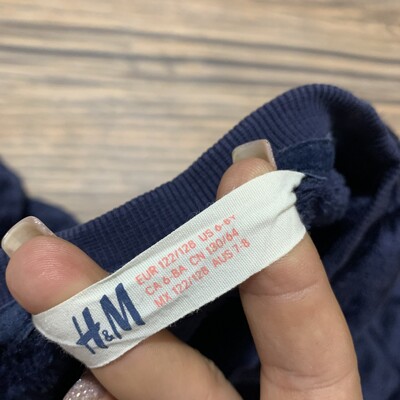 H&M
EUR 122/128 US 6-8Y
CA 6-8A CN 130/64
MX 122/128 AUS 7-8